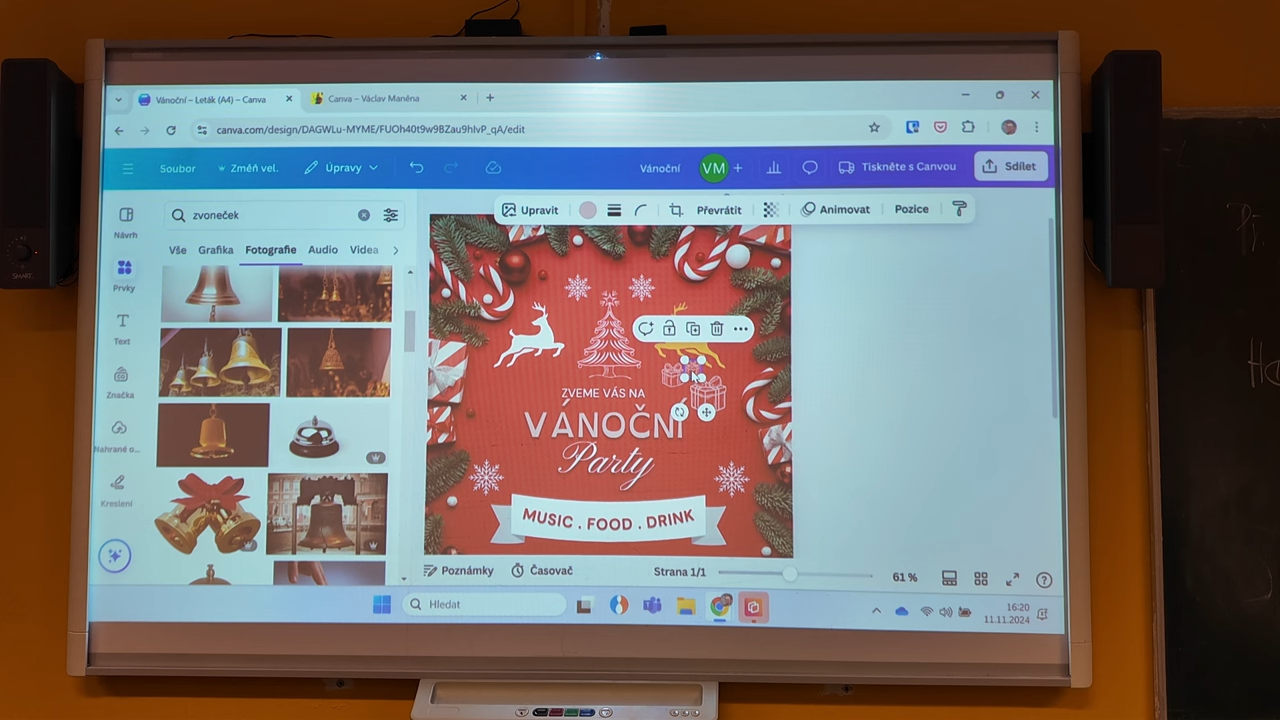 Vánoční – Leták (A4) – Canva
Canva – Václav Maněna
canva.com/design/DAGWLu-MYME/FUOh40t9w9BZau9hlvP_qA/edit
Soubor
Změň vel.
Úpravy
Vánoční
VM
Tiskněte s Canvou
Sdílet
Návrh
Prvky
Text
Značka
Nahrané o...
Kreslení
zvoneček
Vše
Grafika
Fotografie
Audio
Videa
Upravit
Převrátit
Animovat
Pozice
ZVEME VÁS NA
VÁNOČNÍ
Party
MUSIC . FOOD . DRINK
Poznámky
Časovač
Strana 1/1
61 %
Hledat
16:20
11.11.2024
SMART